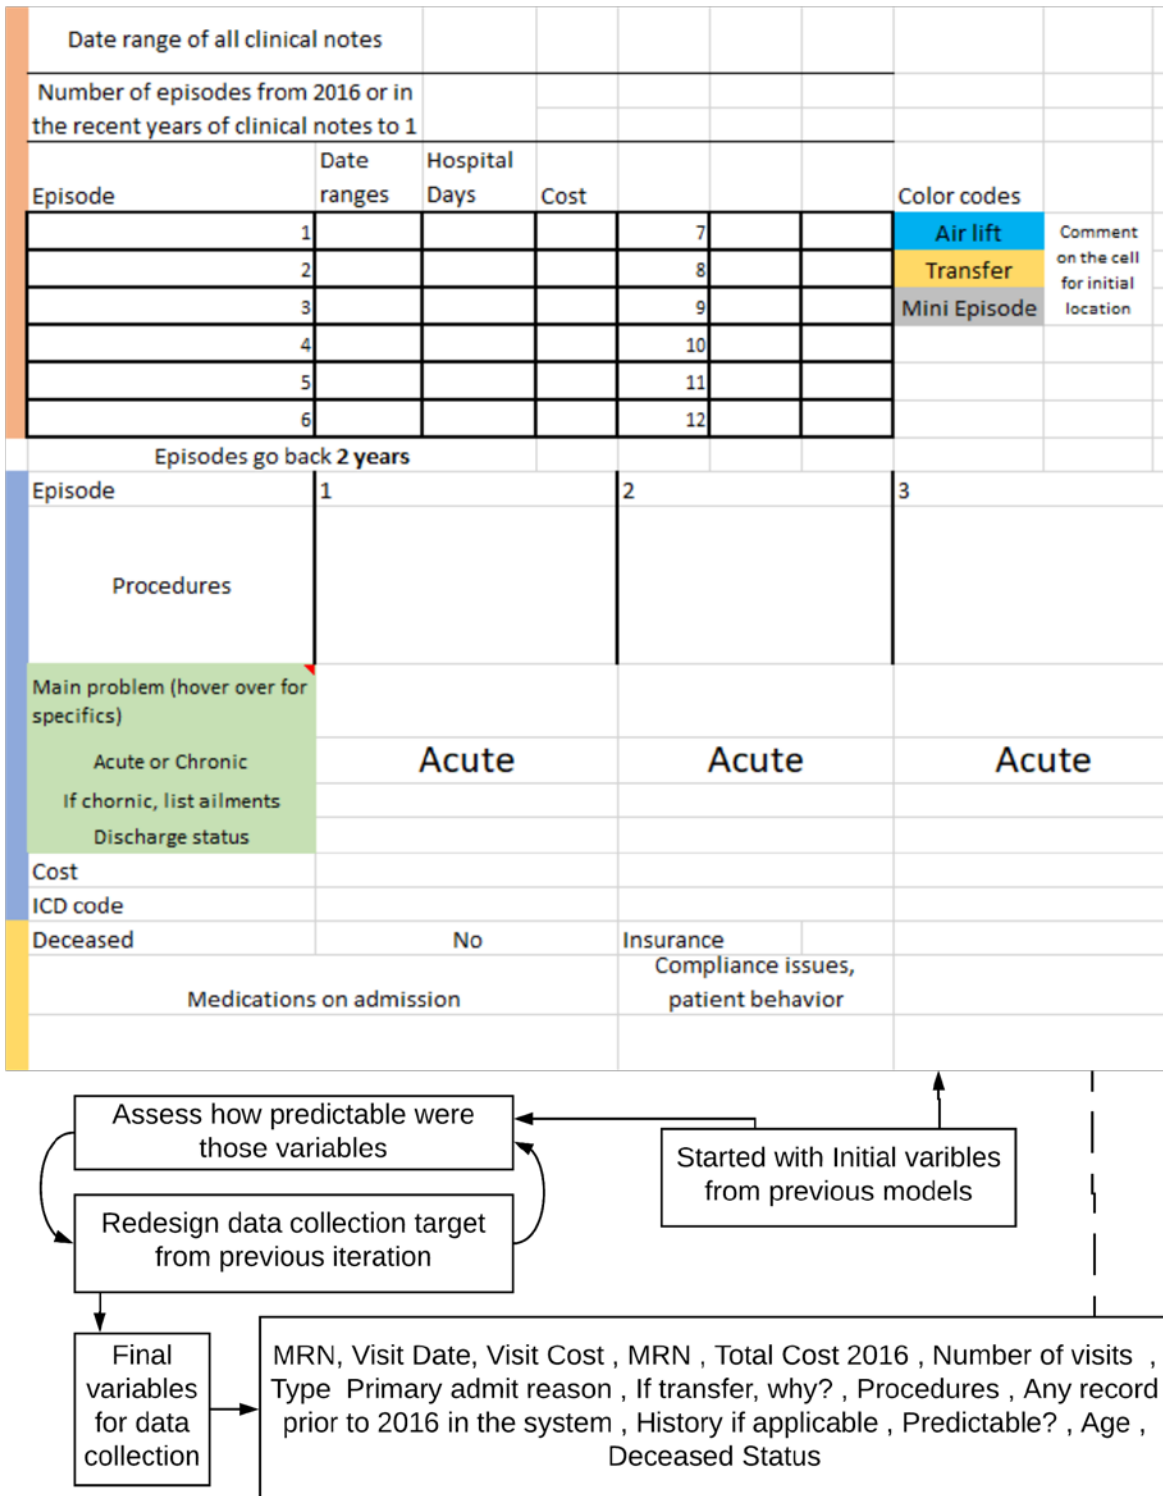 Date range of all clinical notes
Number of episodes from 2016 or in
the recent years of clinical notes to 1
Episode
Date
ranges
Hospital
Days
Cost
Color codes
1
7
Air lift
Comment
on the cell
for initial
location
2
8
Transfer
3
9
Mini Episode
4
10
5
11
6
12
Episodes go back 2 years
Episode
1
2
3
Procedures
Main problem (hover over for
specifics)
Acute or Chronic
Acute
Acute
Acute
If chornic, list ailments
Discharge status
Cost
ICD code
Deceased
No
Insurance
Medications on admission
Compliance issues,
patient behavior
Assess how predictable were
those variables
Started with Initial varibles
from previous models
Redesign data collection target
from previous iteration
Final
variables
for data
collection
MRN, Visit Date, Visit Cost , MRN , Total Cost 2016 , Number of visits ,
Type Primary admit reason , If transfer, why? , Procedures , Any record
prior to 2016 in the system , History if applicable , Predictable? , Age ,
Deceased Status